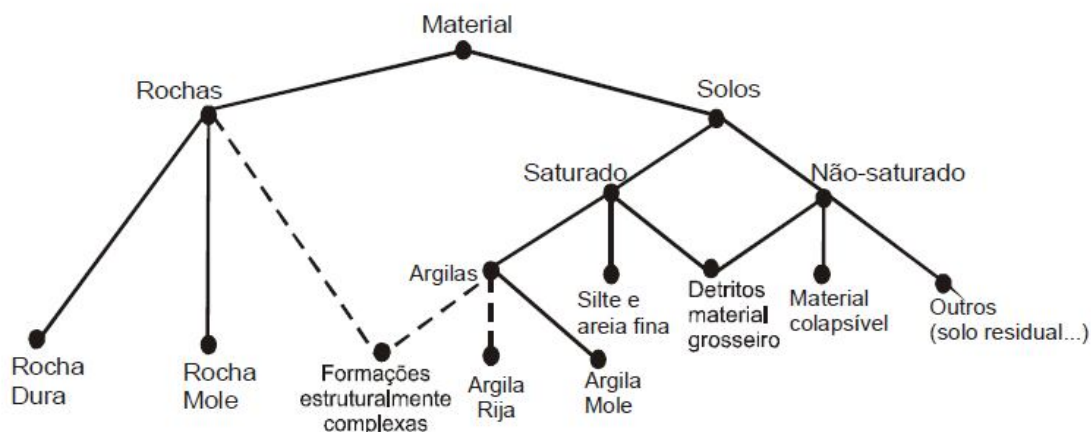 Material
Rochas
Solos
Saturado
Não-saturado
Argilas
Silte e
areia fina
Detritos
material
grosseiro
Material
colapsível
Outros
(solo residual...)
Rocha
Dura
Rocha
Mole
Formações
estruturalmente
complexas
Argila
Rija
Argila
Mole